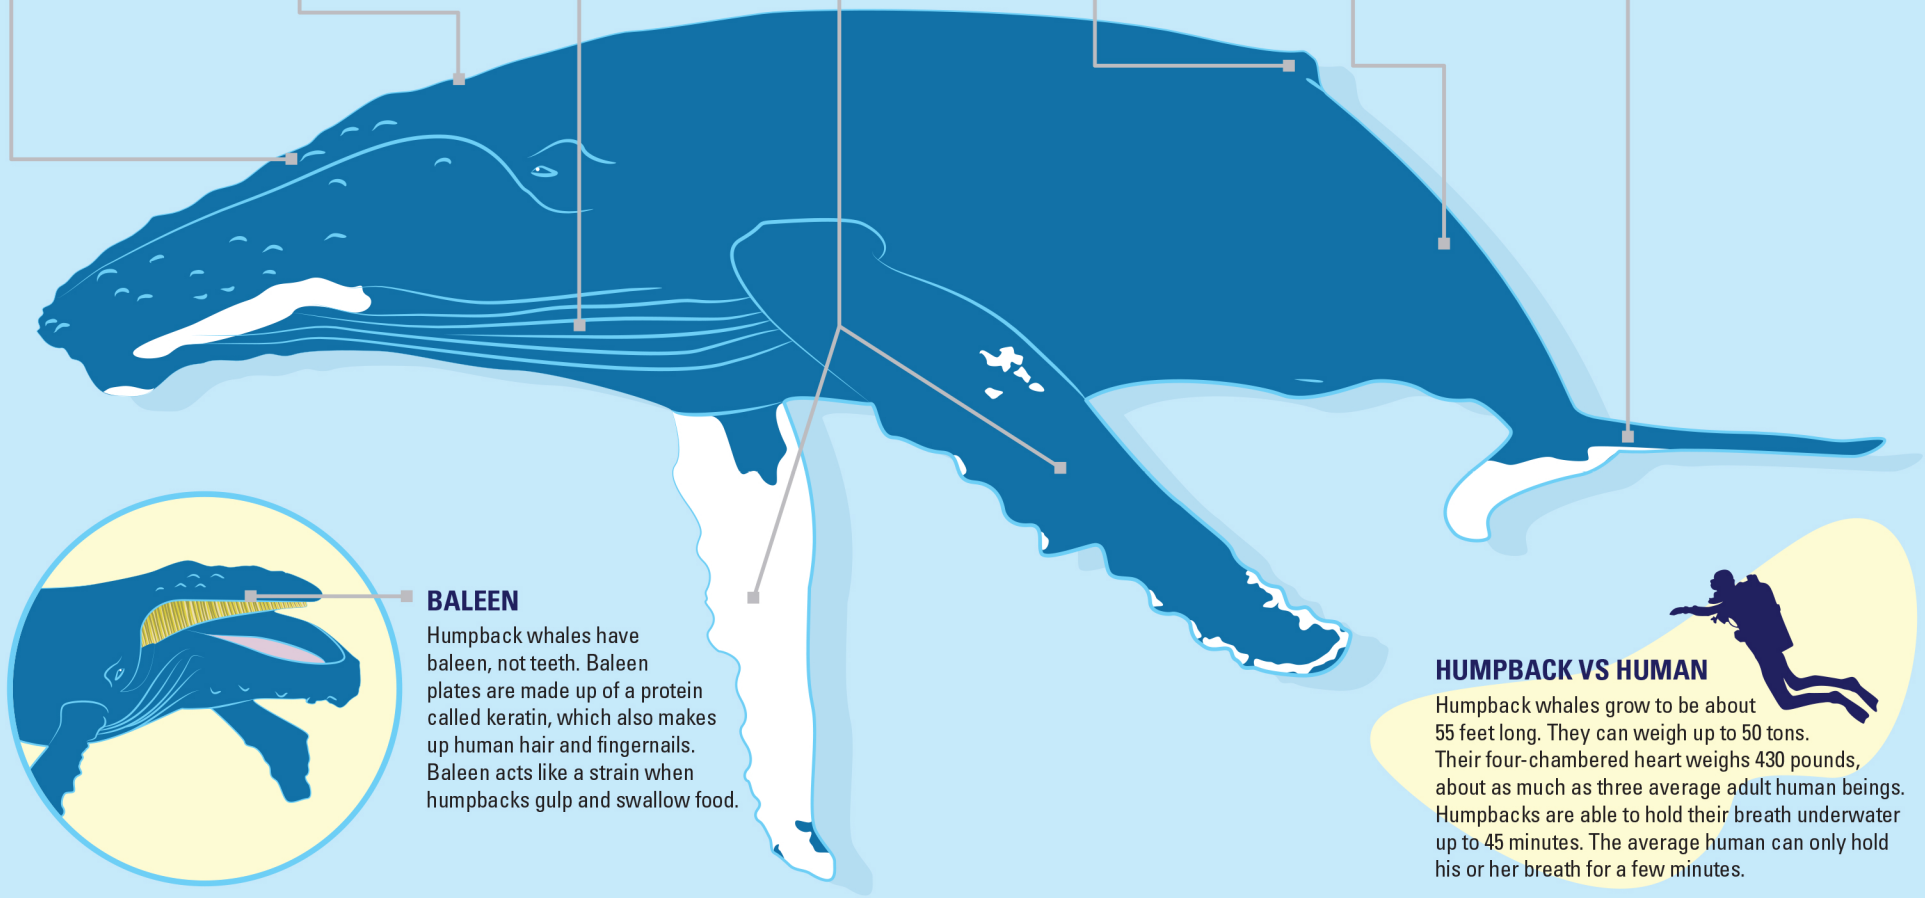 BALEEN
Humpback whales have
baleen, not teeth. Baleen
plates are made up of a protein
called keratin, which also makes
up human hair and fingernails.
Baleen acts like a strain when
humpbacks gulp and swallow food.
HUMPBACK VS HUMAN
Humpback whales grow to be about
55 feet long. They can weigh up to 50 tons.
Their four-chambered heart weighs 430 pounds,
about as much as three average adult human beings.
Humpbacks are able to hold their breath underwater
up to 45 minutes. The average human can only hold
his or her breath for a few minutes.